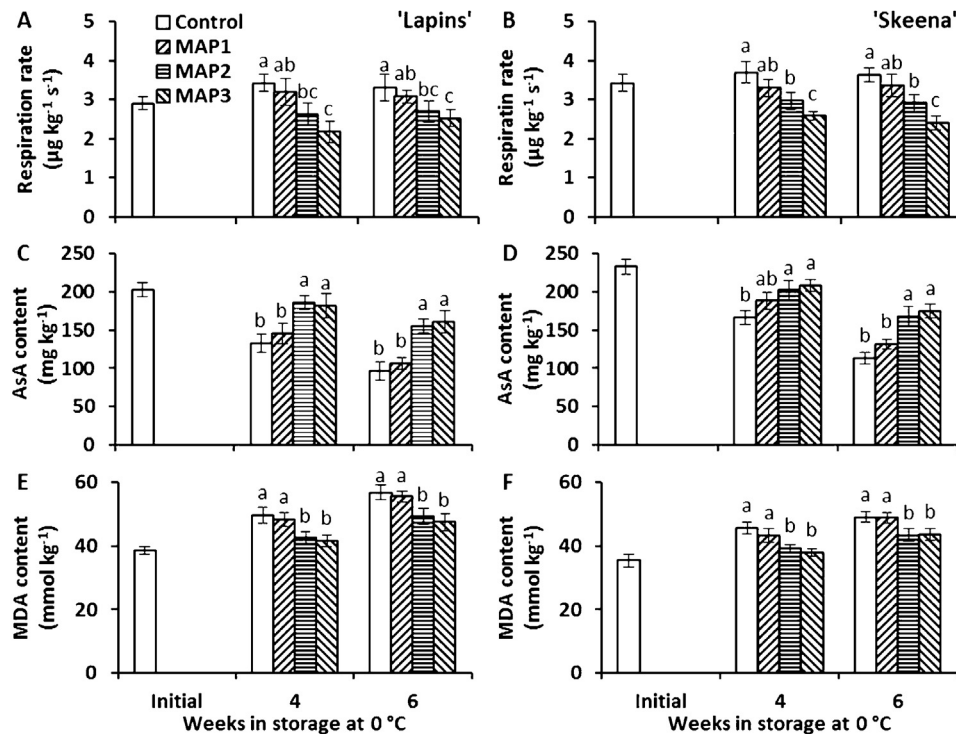 A 'Lapins' B 'Skeena'
Control
MAP1
MAP2
MAP3
Respiration rate
(µg kg-1 s-1)
5
4
3
2
1
0
a ab bc c a ab bc c
Respiratin rate
(µg kg-1 s-1)
5
4
3
2
1
0
a ab b c a ab b c
C
AsA content
(mg kg-1)
250
200
150
100
50
0
b b a a b b a a
D
AsA content
(mg kg-1)
250
200
150
100
50
0
b ab a a b b a a
E
MDA content
(mmol kg-1)
60
40
20
0
a a b b a a b b
Initial 4 6
Weeks in storage at 0 °C
F
MDA content
(mmol kg-1)
60
40
20
0
a a b b a a b b
Initial 4 6
Weeks in storage at 0 °C